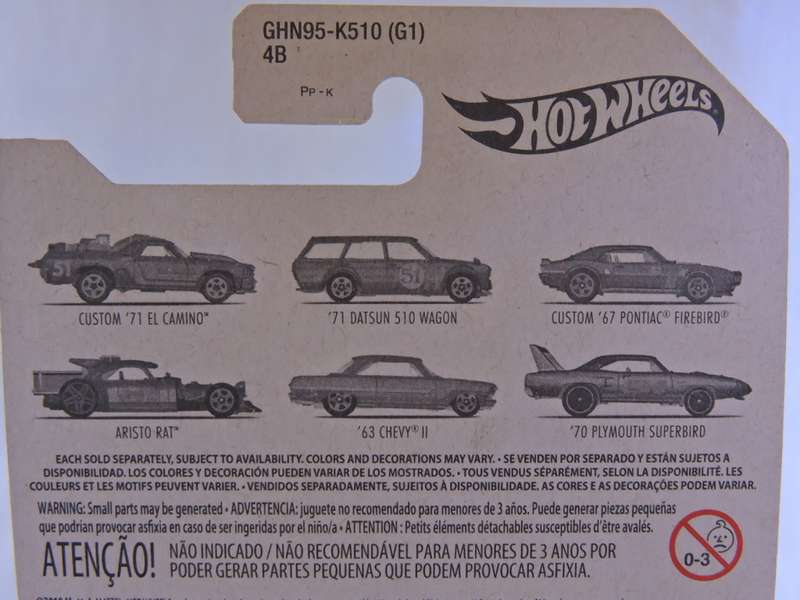 GHN95-K510 (G1)
4B
PP-K
HOT WHEELS
51
51
CUSTOM '71 EL CAMINO™
'71 DATSUN 510 WAGON
CUSTOM '67 PONTIAC® FIREBIRD®
ARISTO RAT™
'63 CHEVY® II
'70 PLYMOUTH SUPERBIRD
EACH SOLD SEPARATELY, SUBJECT TO AVAILABILITY. COLORS AND DECORATIONS MAY VARY. • SE VENDEN POR SEPARADO Y ESTÁN SUJETOS A
DISPONIBILIDAD. LOS COLORES Y DECORACIÓN PUEDEN VARIAR DE LOS MOSTRADOS. • TOUS VENDUS SÉPARÉMENT, SELON LA DISPONIBILITÉ. LES
COULEURS ET LES MOTIFS PEUVENT VARIER. • VENDIDOS SEPARADAMENTE, SUJEITOS À DISPONIBILIDADE. AS CORES E AS DECORAÇÕES PODEM VARIAR.
WARNING: Small parts may be generated • ADVERTENCIA: juguete no recomendado para menores de 3 años. Puede generar piezas pequeñas
que podrian provocar asfixia en caso de ser ingeridas por el niño/a • ATTENTION : Petits éléments détachables susceptibles d'être avalés.
ATENÇÃO! NÃO INDICADO / NÃO RECOMENDÁVEL PARA MENORES DE 3 ANOS POR
PODER GERAR PARTES PEQUENAS QUE PODEM PROVOCAR ASFIXIA.
0-3